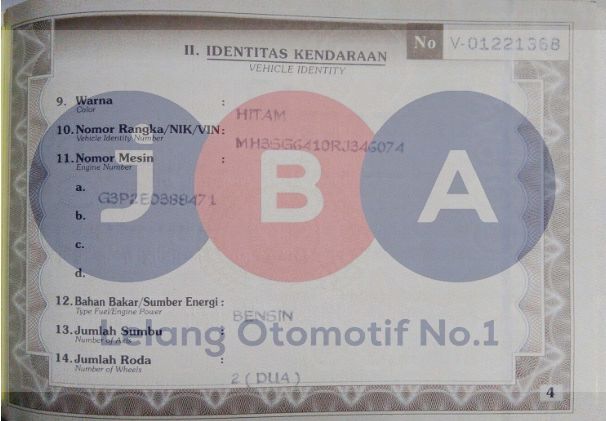 No V-01221368
II. IDENTITAS KENDARAAN
VEHICLE IDENTITY
9. Warna :
Color
HITAM
10. Nomor Rangka/NIK/VIN:
Vehicle Identity Number
MH3SG6410RJ346074
11. Nomor Mesin :
Engine Number
a.
G3P2E0388471
b.
c.
d.
J B A
12. Bahan Bakar/Sumber Energi :
Type Fuel/Engine Power
BENSIN
13. Jumlah Sumbu :
Number of Axis
Lelang Otomotif No.1
14. Jumlah Roda :
Number of Wheels
2 ( DUA )
4